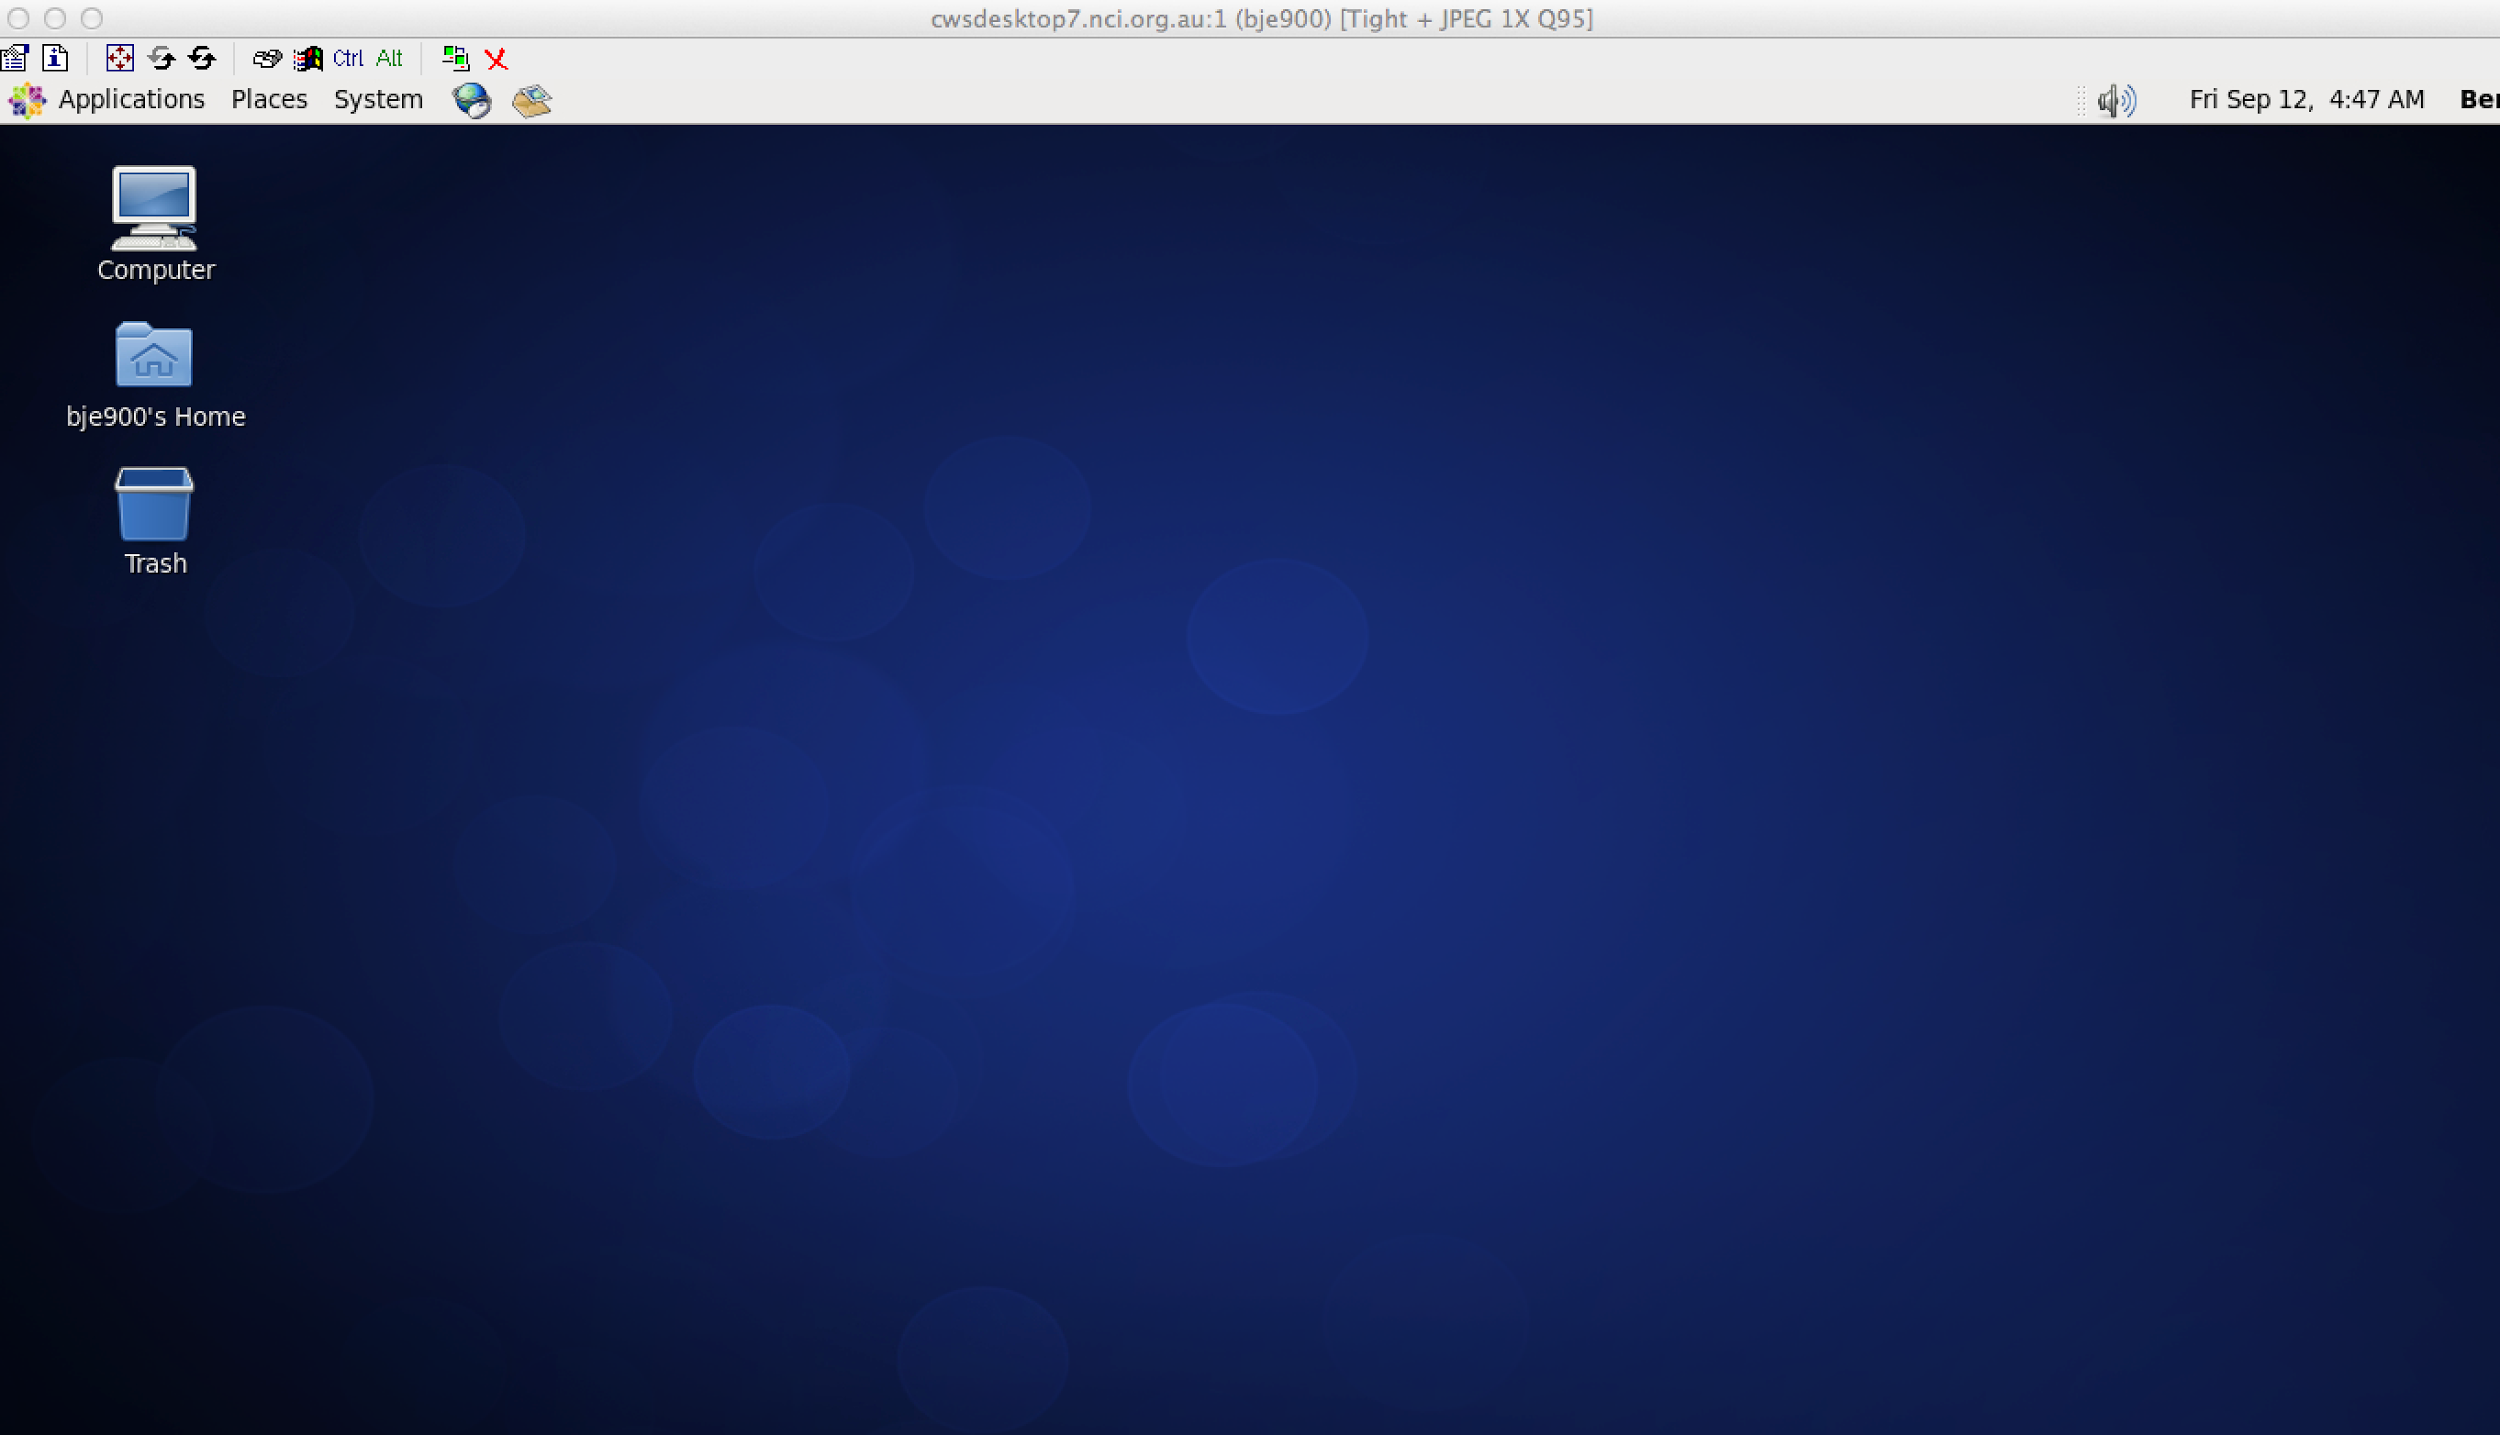 cwsdesktop7.nci.org.au:1 (bje900) [Tight + JPEG 1X Q95]
Ctrl Alt
Applications Places System Fri Sep 12, 4:47 AM
Computer
bje900's Home
Trash